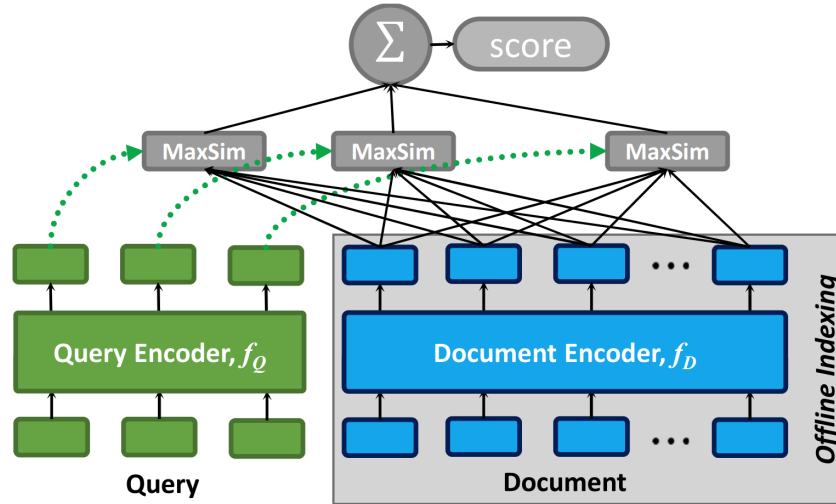 Σ
score
MaxSim
MaxSim
MaxSim
Query Encoder, f_Q
Document Encoder, f_D
Query
Document
Offline Indexing